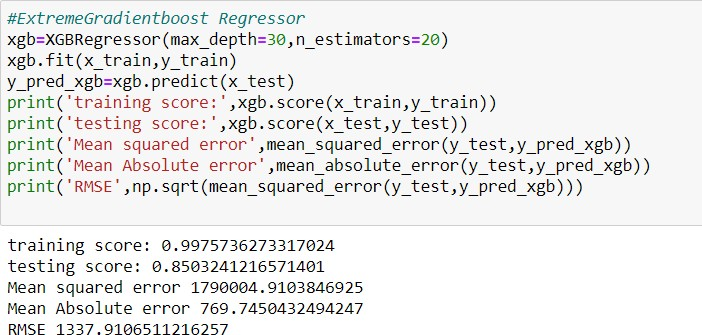 #ExtremeGradientboost Regressor
xgb=XGBRegressor(max_depth=30,n_estimators=20)
xgb.fit(x_train,y_train)
y_pred_xgb=xgb.predict(x_test)
print('training score:',xgb.score(x_train,y_train))
print('testing score:',xgb.score(x_test,y_test))
print('Mean squared error',mean_squared_error(y_test,y_pred_xgb))
print('Mean Absolute error',mean_absolute_error(y_test,y_pred_xgb))
print('RMSE',np.sqrt(mean_squared_error(y_test,y_pred_xgb)))
training score: 0.9975736273317024
testing score: 0.8503241216571401
Mean squared error 1790004.9103846925
Mean Absolute error 769.7450432494247
RMSE 1337.9106511216257